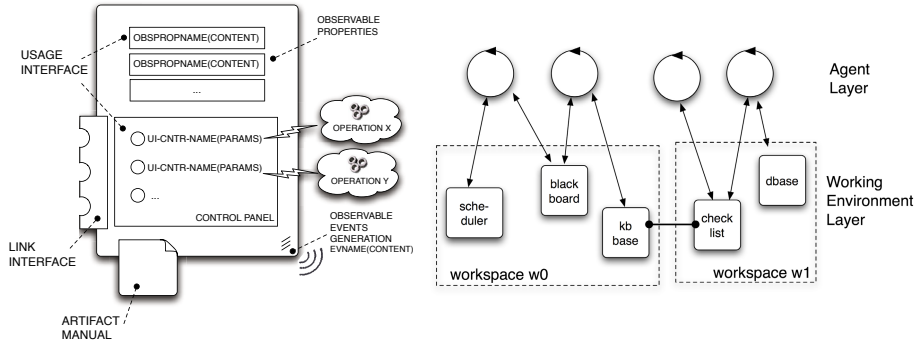 OBSERVABLE
PROPERTIES
USAGE
INTERFACE
OBSPROPNAME(CONTENT)
OBSPROPNAME(CONTENT)
...
UI-CNTR-NAME(PARAMS)
OPERATION X
UI-CNTR-NAME(PARAMS)
OPERATION Y
...
CONTROL PANEL
LINK
INTERFACE
OBSERVABLE
EVENTS
GENERATION
EVNAME(CONTENT)
ARTIFACT
MANUAL
Agent
Layer
sche-
duler
black
board
kb
base
check
list
dbase
Working
Environment
Layer
workspace w0
workspace w1